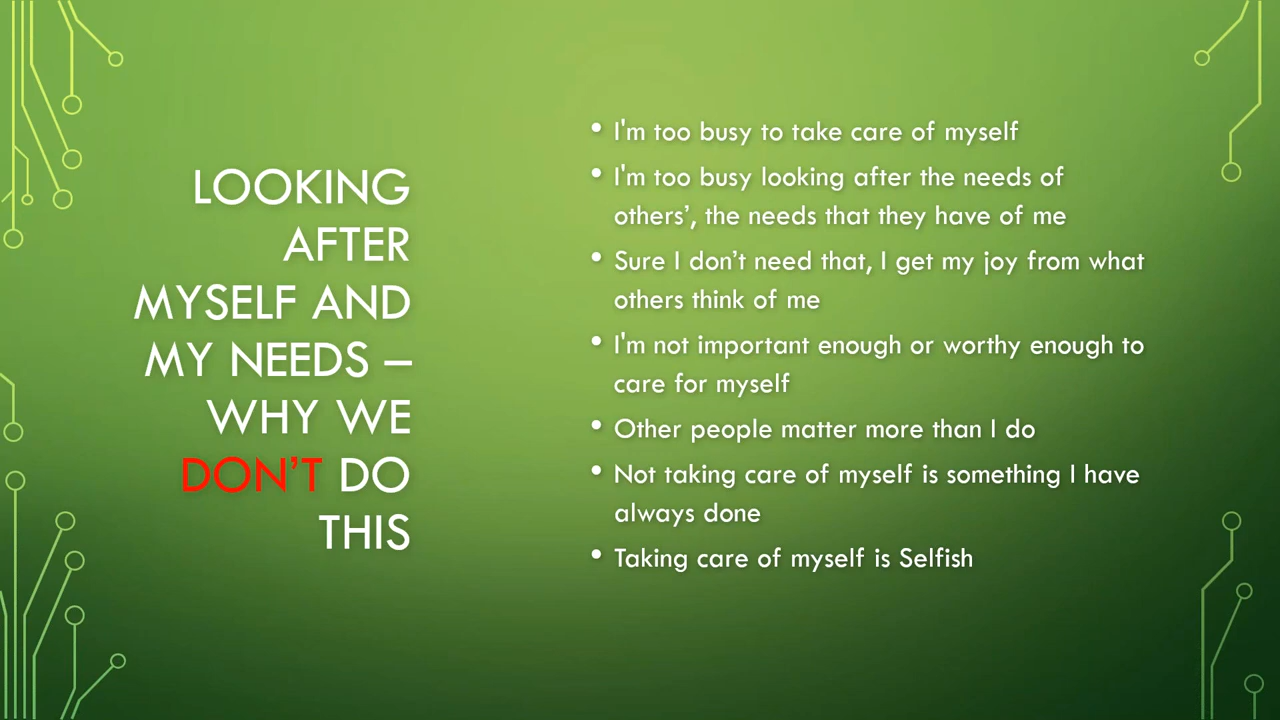 LOOKING
AFTER
MYSELF AND
MY NEEDS –
WHY WE
DON’T DO
THIS
• I'm too busy to take care of myself
• I'm too busy looking after the needs of
others’, the needs that they have of me
• Sure I don’t need that, I get my joy from what
others think of me
• I'm not important enough or worthy enough to
care for myself
• Other people matter more than I do
• Not taking care of myself is something I have
always done
• Taking care of myself is Selfish